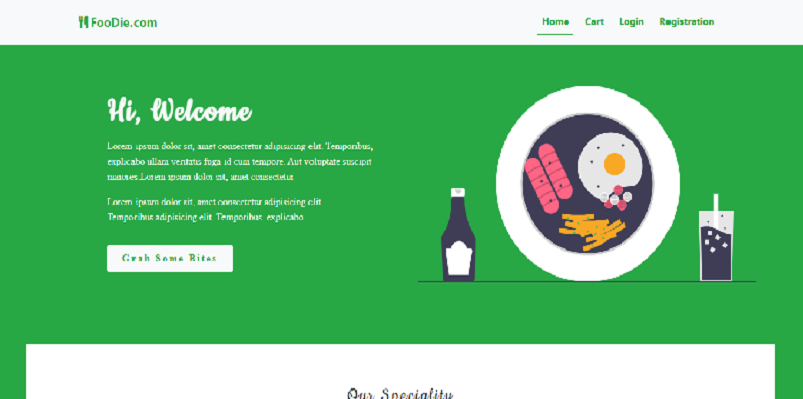 FooDie.com
Home Cart Login Registration
Hi, Welcome
Lorem ipsum dolor sit, amet consectetur adipisicing elit. Temporibus,
explicabo ullam veritatis fuga id cum tempore. Aut voluptate suscipit
maiores.Lorem ipsum dolor sit, amet consectetur
Lorem ipsum dolor sit, amet consectetur adipisicing elit.
Temporibus adipisicing elit. Temporibus, explicabo
Grab Some Bites
Our Speciality